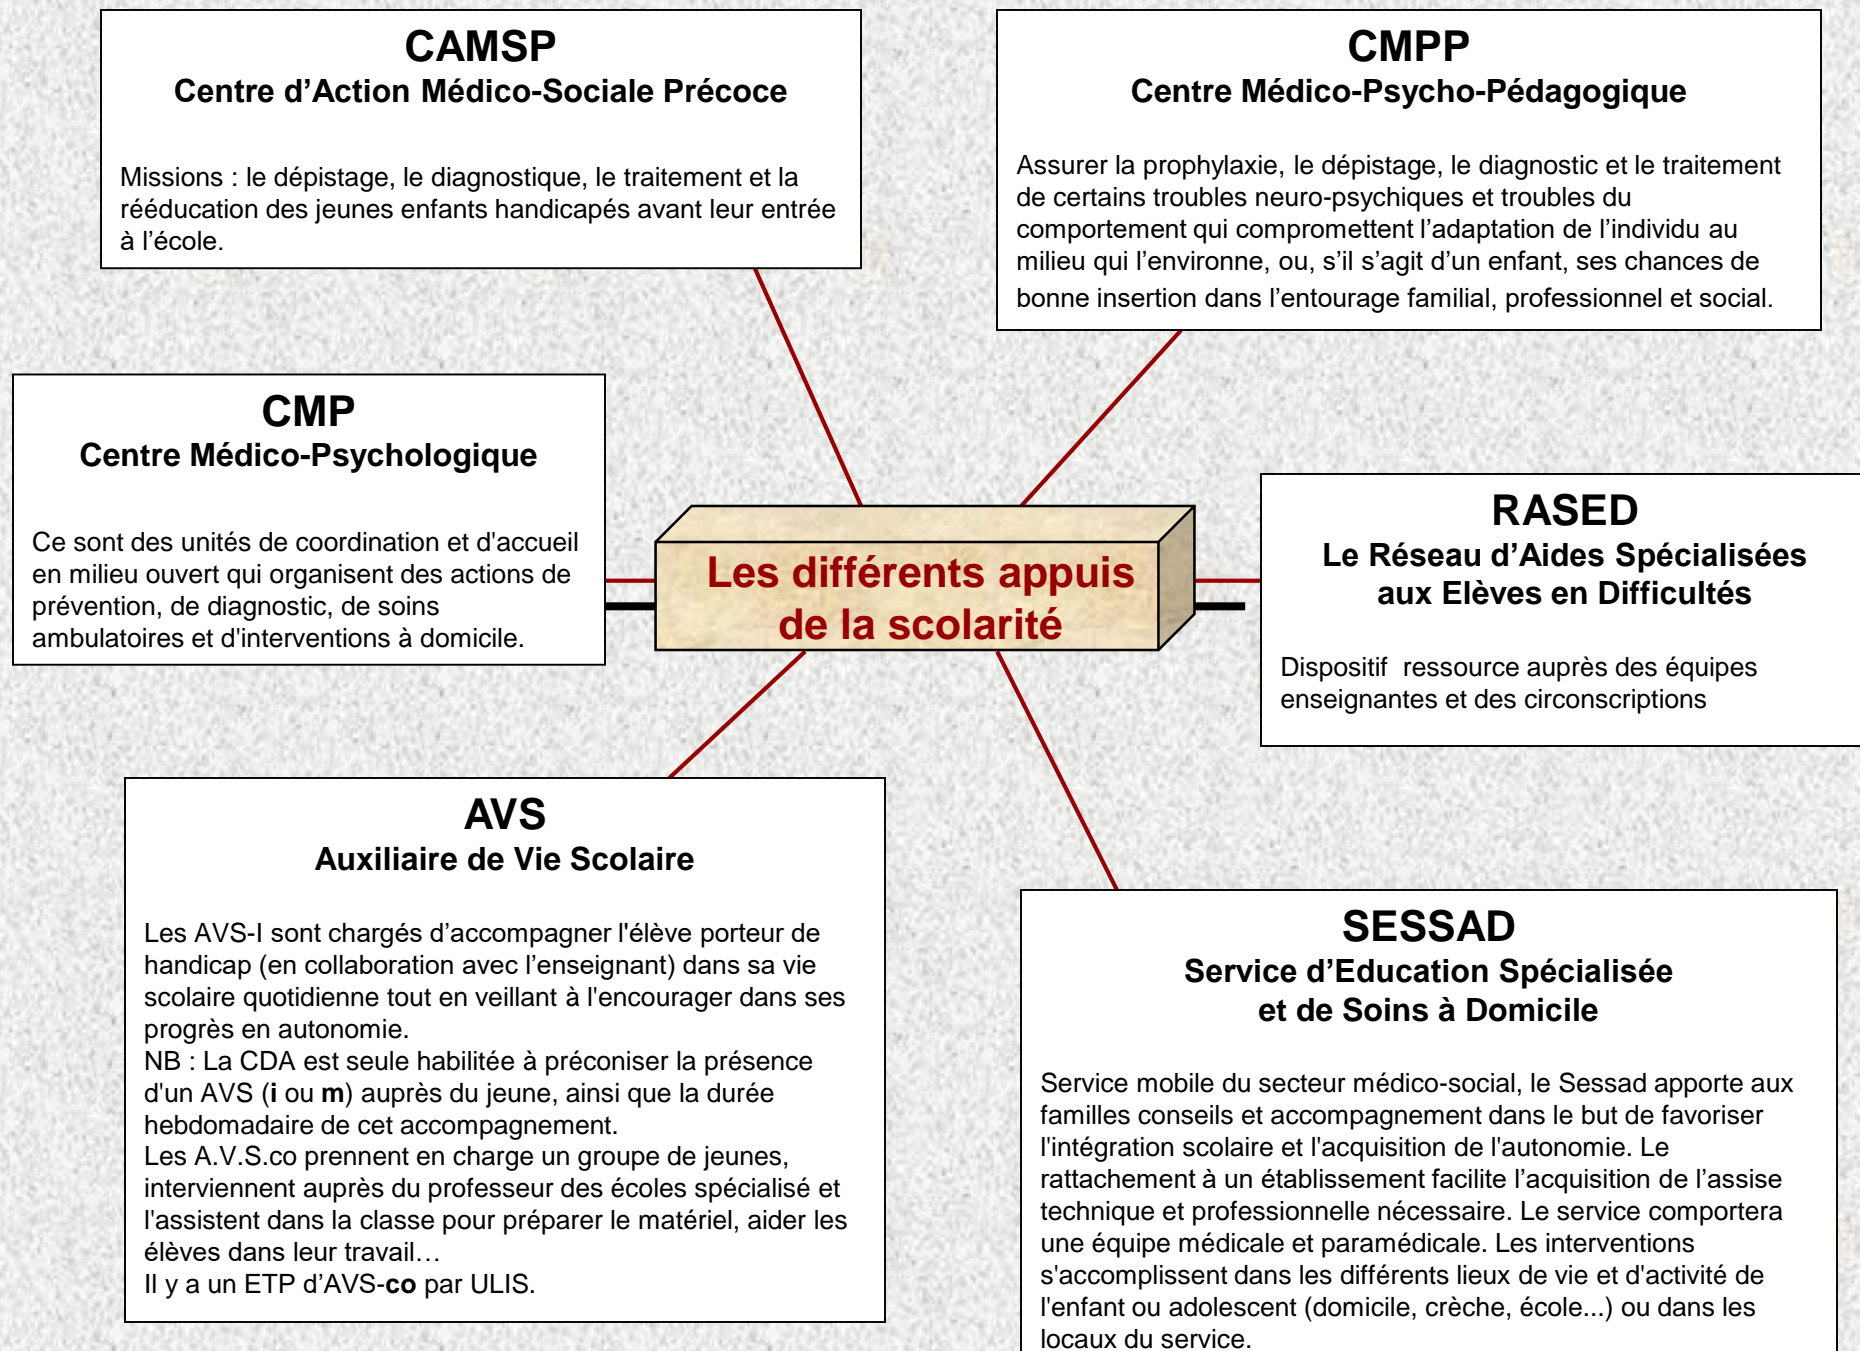 CAMSP
Centre d’Action Médico-Sociale Précoce
Missions : le dépistage, le diagnostique, le traitement et la
rééducation des jeunes enfants handicapés avant leur entrée
à l’école.
CMPP
Centre Médico-Psycho-Pédagogique
Assurer la prophylaxie, le dépistage, le diagnostic et le traitement
de certains troubles neuro-psychiques et troubles du
comportement qui compromettent l’adaptation de l’individu au
milieu qui l’environne, ou, s’il s’agit d’un enfant, ses chances de
bonne insertion dans l’entourage familial, professionnel et social.
CMP
Centre Médico-Psychologique
Ce sont des unités de coordination et d'accueil
en milieu ouvert qui organisent des actions de
prévention, de diagnostic, de soins
ambulatoires et d'interventions à domicile.
Les différents appuis
de la scolarité
RASED
Le Réseau d’Aides Spécialisées
aux Elèves en Difficultés
Dispositif  ressource auprès des équipes
enseignantes et des circonscriptions
AVS
Auxiliaire de Vie Scolaire
Les AVS-I sont chargés d’accompagner l'élève porteur de
handicap (en collaboration avec l’enseignant) dans sa vie
scolaire quotidienne tout en veillant à l'encourager dans ses
progrès en autonomie.
NB : La CDA est seule habilitée à préconiser la présence
d'un AVS (i ou m) auprès du jeune, ainsi que la durée
hebdomadaire de cet accompagnement.
Les A.V.S.co prennent en charge un groupe de jeunes,
interviennent auprès du professeur des écoles spécialisé et
l'assistent dans la classe pour préparer le matériel, aider les
élèves dans leur travail…
Il y a un ETP d’AVS-co par ULIS.
SESSAD
Service d’Education Spécialisée
et de Soins à Domicile
Service mobile du secteur médico-social, le Sessad apporte aux
familles conseils et accompagnement dans le but de favoriser
l'intégration scolaire et l'acquisition de l'autonomie. Le
rattachement à un établissement facilite l’acquisition de l’assise
technique et professionnelle nécessaire. Le service comportera
une équipe médicale et paramédicale. Les interventions
s'accomplissent dans les différents lieux de vie et d'activité de
l'enfant ou adolescent (domicile, crèche, école...) ou dans les
locaux du service.